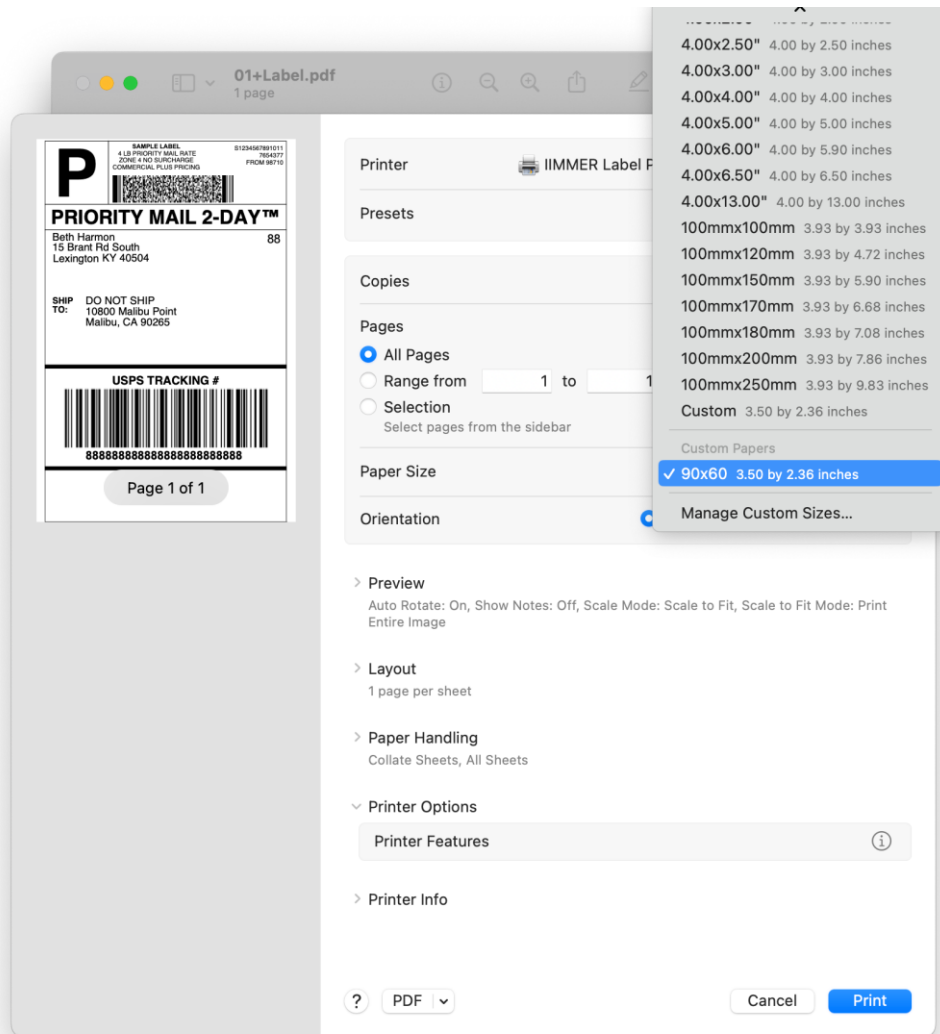 01+Label.pdf
1 page
P
SAMPLE LABEL
4 LB PRIORITY MAIL RATE
ZONE 4 NO SURCHARGE
COMMERCIAL PLUS PRICING
S1234567891011
7654377
FROM 98710
PRIORITY MAIL 2-DAY™
Beth Harmon
15 Brant Rd South
Lexington KY 40504
88
SHIP TO:
DO NOT SHIP
10800 Malibu Point
Malibu, CA 90265
USPS TRACKING #
Page 1 of 1
Printer IIMMER Label P
Presets
Copies
Pages
All Pages
Range from 1 to 1
Selection
Select pages from the sidebar
Paper Size
Orientation
Preview
Auto Rotate: On, Show Notes: Off, Scale Mode: Scale to Fit, Scale to Fit Mode: Print
Entire Image
Layout
1 page per sheet
Paper Handling
Collate Sheets, All Sheets
Printer Options
Printer Features
Printer Info
? PDF
Cancel Print
4.00x2.50" 4.00 by 2.50 inches
4.00x3.00" 4.00 by 3.00 inches
4.00x4.00" 4.00 by 4.00 inches
4.00x5.00" 4.00 by 5.00 inches
4.00x6.00" 4.00 by 5.90 inches
4.00x6.50" 4.00 by 6.50 inches
4.00x13.00" 4.00 by 13.00 inches
100mmx100mm 3.93 by 3.93 inches
100mmx120mm 3.93 by 4.72 inches
100mmx150mm 3.93 by 5.90 inches
100mmx170mm 3.93 by 6.68 inches
100mmx180mm 3.93 by 7.08 inches
100mmx200mm 3.93 by 7.86 inches
100mmx250mm 3.93 by 9.83 inches
Custom 3.50 by 2.36 inches
Custom Papers
✓ 90x60 3.50 by 2.36 inches
Manage Custom Sizes...